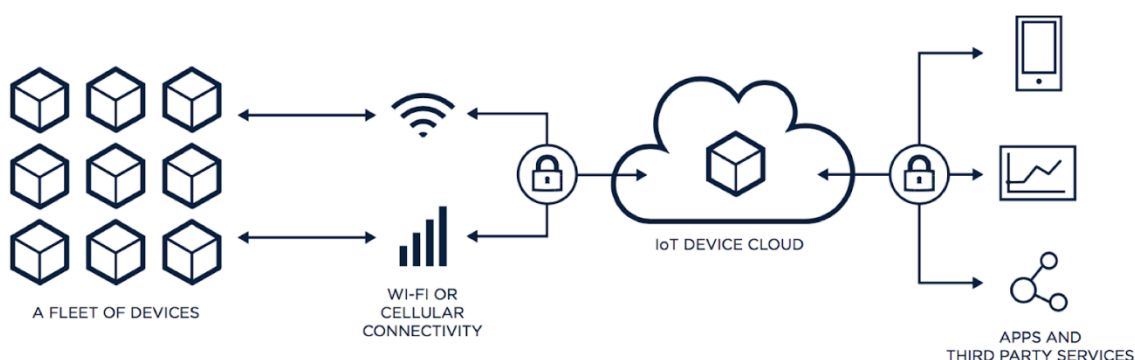 A FLEET OF DEVICES
WI-FI OR
CELLULAR
CONNECTIVITY
IoT DEVICE CLOUD
APPS AND
THIRD PARTY SERVICES